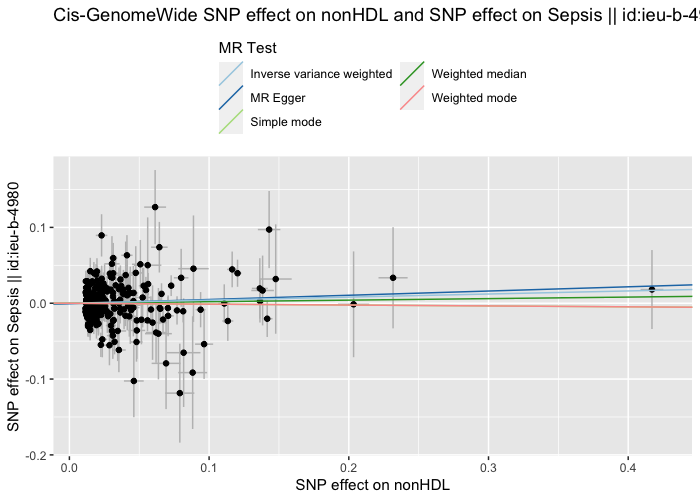 Cis-GenomeWide SNP effect on nonHDL and SNP effect on Sepsis || id:ieu-b-49
MR Test
Inverse variance weighted
Weighted median
MR Egger
Weighted mode
Simple mode
SNP effect on Sepsis || id:ieu-b-4980
0.1
0.0
-0.1
-0.2
0.0 0.1 0.2 0.3 0.4
SNP effect on nonHDL